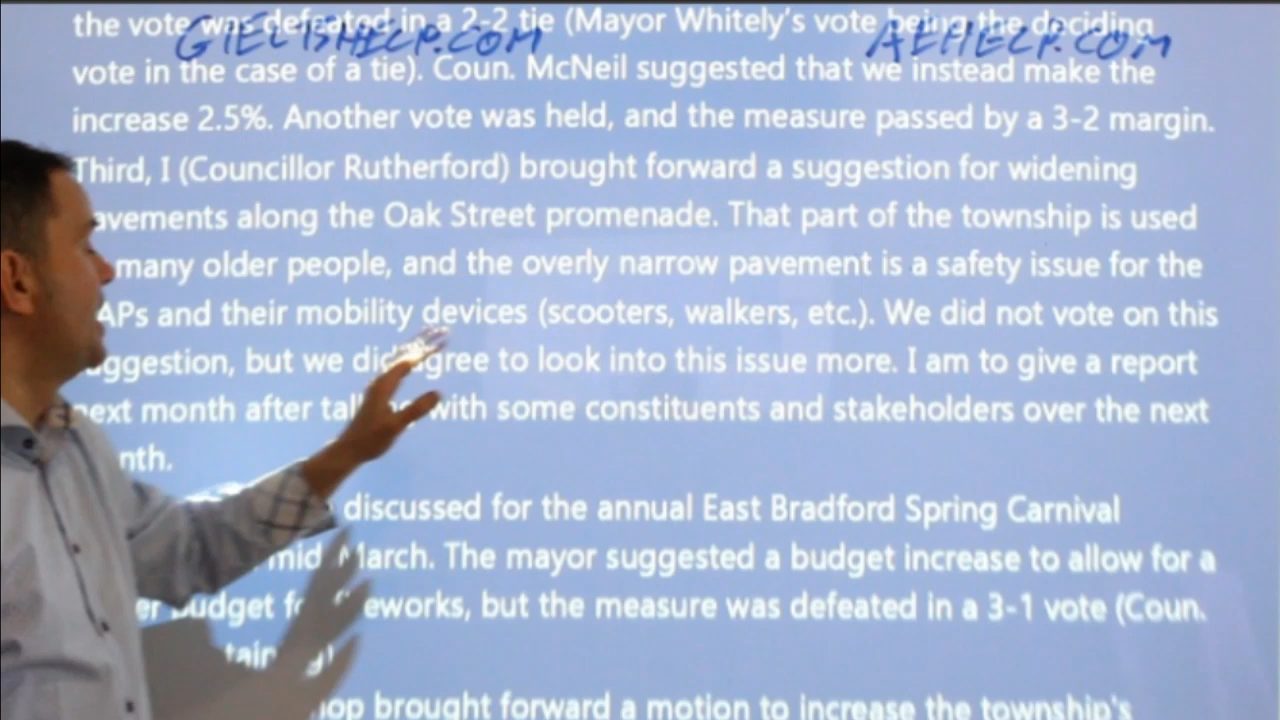 the vote was defeated in a 2-2 tie (Mayor Whitely's vote being the deciding
GIELTSHELP.COM AEHELP.COM
vote in the case of a tie). Coun. McNeil suggested that we instead make the
increase 2.5%. Another vote was held, and the measure passed by a 3-2 margin.
Third, I (Councillor Rutherford) brought forward a suggestion for widening
avements along the Oak Street promenade. That part of the township is used
many older people, and the overly narrow pavement is a safety issue for the
APs and their mobility devices (scooters, walkers, etc.). We did not vote on this
ggestion, but we did agree to look into this issue more. I am to give a report
next month after with some constituents and stakeholders over the next
nth.
discussed for the annual East Bradford Spring Carnival
mid March. The mayor suggested a budget increase to allow for a
er budget eworks, but the measure was defeated in a 3-1 vote (Coun.
brought forward a motion to increase the township's